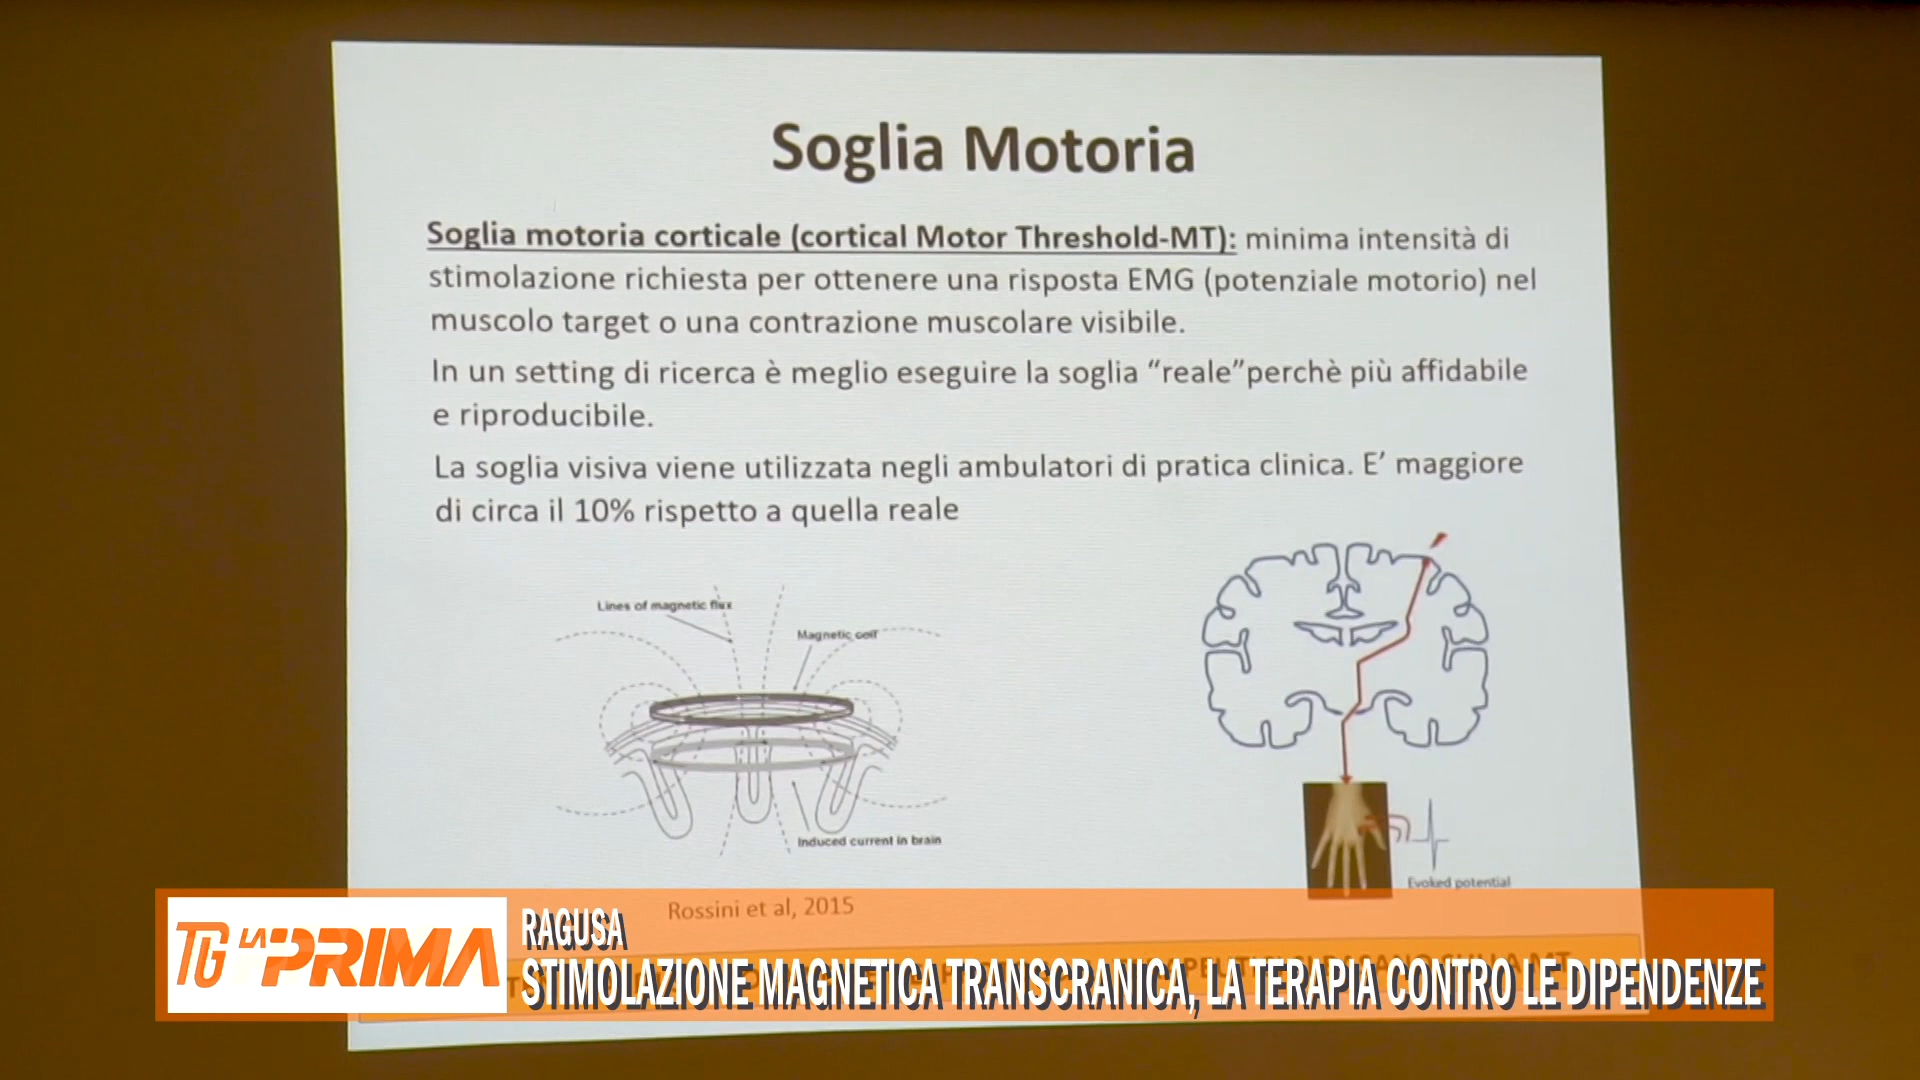 Soglia Motoria
Soglia motoria corticale (cortical Motor Threshold-MT): minima intensità di
stimolazione richiesta per ottenere una risposta EMG (potenziale motorio) nel
muscolo target o una contrazione muscolare visibile.
In un setting di ricerca è meglio eseguire la soglia “reale”perchè più affidabile
e riproducibile.
La soglia visiva viene utilizzata negli ambulatori di pratica clinica. E’ maggiore
di circa il 10% rispetto a quella reale
Lines of magnetic flux
Magnetic coil
Induced current in brain
Evoked potential
Rossini et al, 2015
TG LA PRIMA
RAGUSA
STIMOLAZIONE MAGNETICA TRANSCRANICA, LA TERAPIA CONTRO LE DIPENDENZE